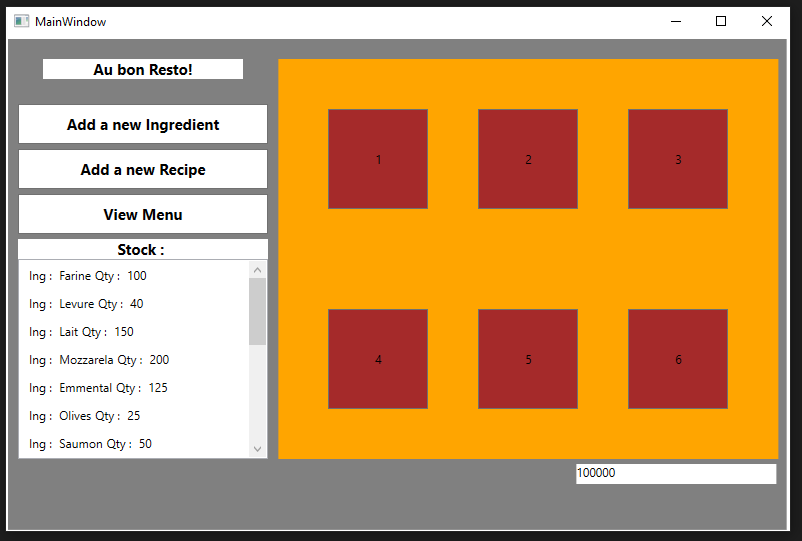 MainWindow
Au bon Resto!
Add a new Ingredient
Add a new Recipe
View Menu
Stock :
Ing : Farine Qty : 100
Ing : Levure Qty : 40
Ing : Lait Qty : 150
Ing : Mozzarela Qty : 200
Ing : Emmental Qty : 125
Ing : Olives Qty : 25
Ing : Saumon Qty : 50
1 2 3
4 5 6
100000